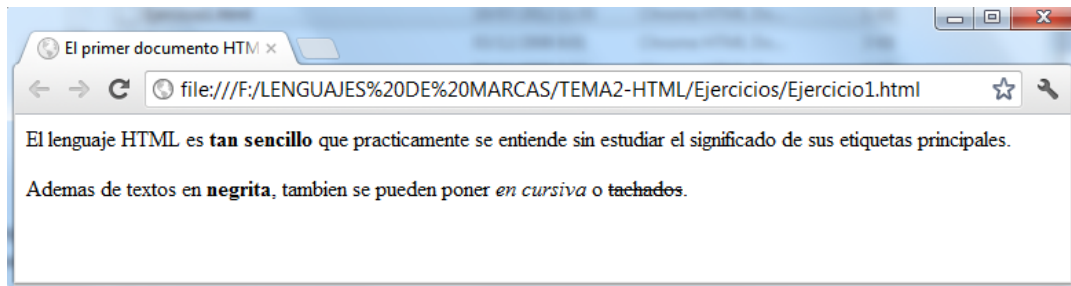 El primer documento HTM
file:///F:/LENGUAJES%20DE%20MARCAS/TEMA2-HTML/Ejercicios/Ejercicio1.html
El lenguaje HTML es tan sencillo que practicamente se entiende sin estudiar el significado de sus etiquetas principales.
Ademas de textos en negrita, tambien se pueden poner en cursiva o tachados.